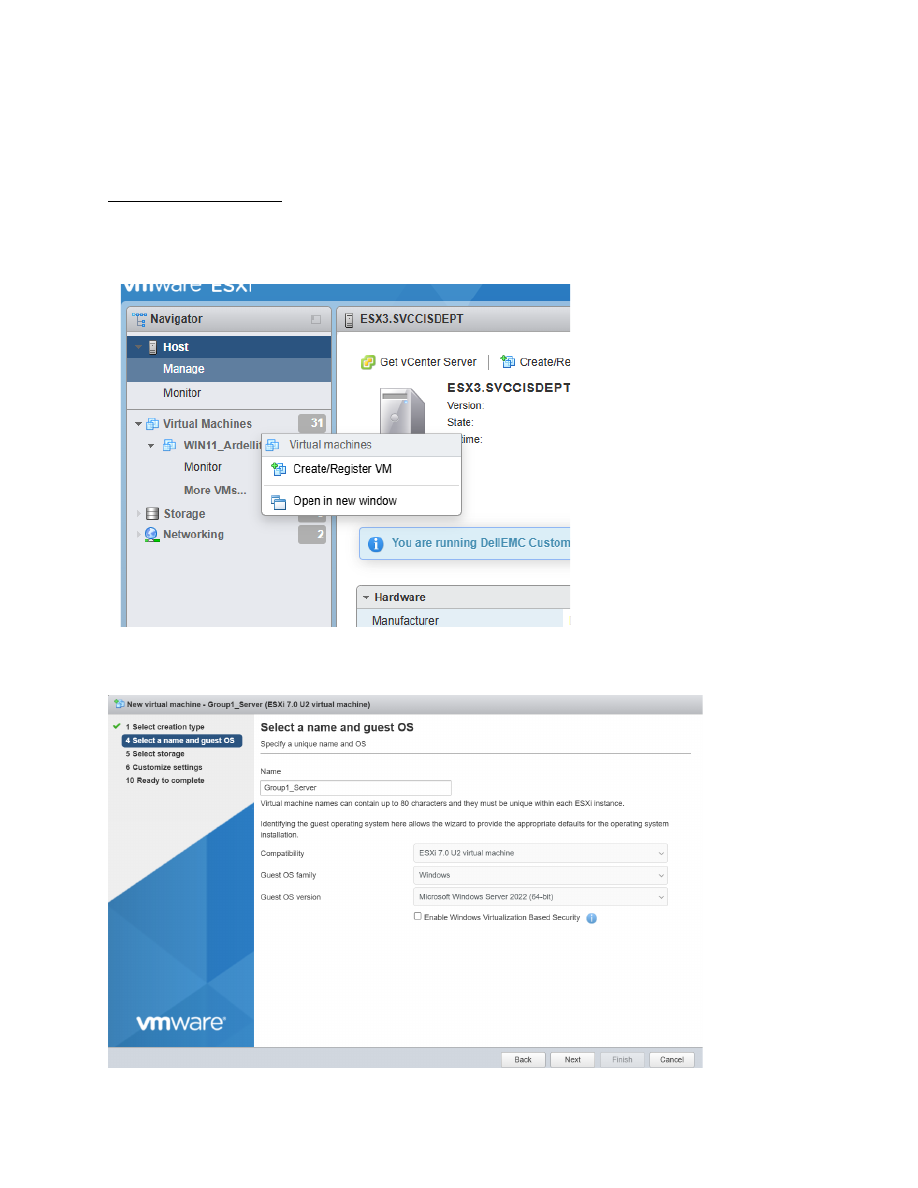 vmware ESXi
Navigator
Host
Manage
Monitor
Virtual Machines 31
WIN11_Ardelli
Monitor
More VMs...
Storage
Networking 2
Virtual machines
Create/Register VM
Open in new window
ESX3.SVCCISDEPT
Get vCenter Server Create/Re
ESX3.SVCCISDEPT
Version:
State:
You are running DellEMC Custom
Hardware
Manufacturer
New virtual machine - Group1_Server (ESXi 7.0 U2 virtual machine)
1 Select creation type
4 Select a name and guest OS
5 Select storage
6 Customize settings
10 Ready to complete
vmware®
Select a name and guest OS
Specify a unique name and OS
Name
Group1_Server
Virtual machine names can contain up to 80 characters and they must be unique within each ESXi instance.
Identifying the guest operating system here allows the wizard to provide the appropriate defaults for the operating system
installation.
Compatibility ESXi 7.0 U2 virtual machine
Guest OS family Windows
Guest OS version Microsoft Windows Server 2022 (64-bit)
Enable Windows Virtualization Based Security
Back Next Finish Cancel